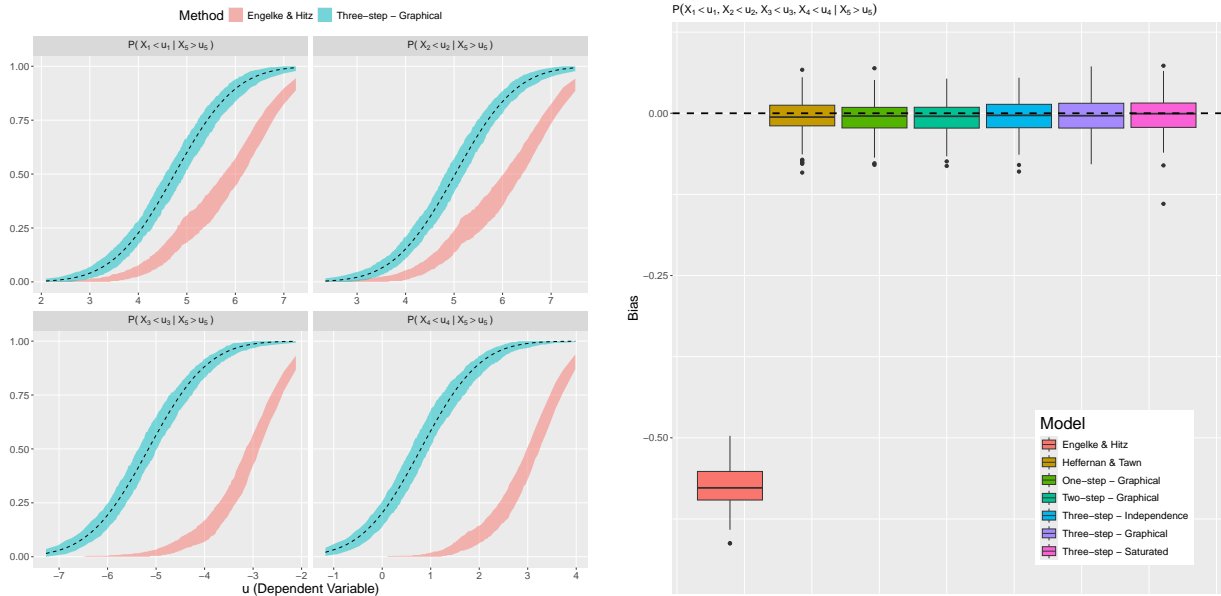 Method Engelke & Hitz Three−step − Graphical
P( X1 < u1 | X5 > u5 ) P( X2 < u2 | X5 > u5 )
1.00
0.75
0.50
0.25
0.00
2 3 4 5 6 7 3 4 5 6 7
P( X3 < u3 | X5 > u5 ) P( X4 < u4 | X5 > u5 )
1.00
0.75
0.50
0.25
0.00
−7 −6 −5 −4 −3 −2 −1 0 1 2 3 4
u (Dependent Variable)
P(X1 < u1, X2 < u2, X3 < u3, X4 < u4 | X5 > u5)
0.00
−0.25
−0.50
Bias
Model
Engelke & Hitz
Heffernan & Tawn
One−step − Graphical
Two−step − Graphical
Three−step − Independence
Three−step − Graphical
Three−step − Saturated